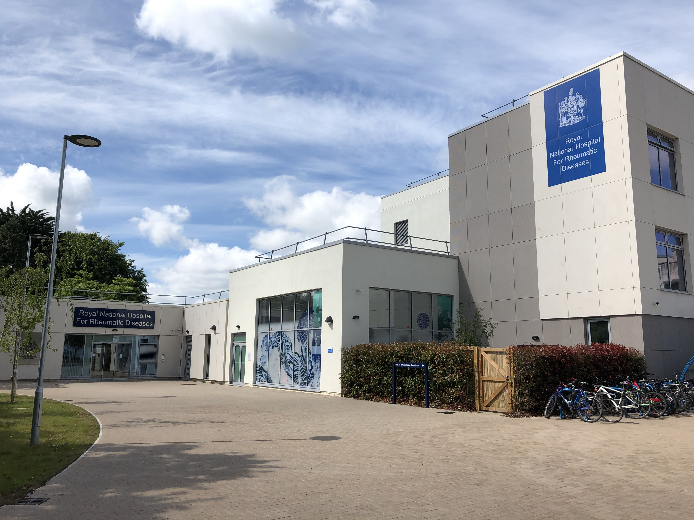 Royal
National Hospital
For Rheumatic
Diseases
Royal National Hospital
For Rheumatic Diseases